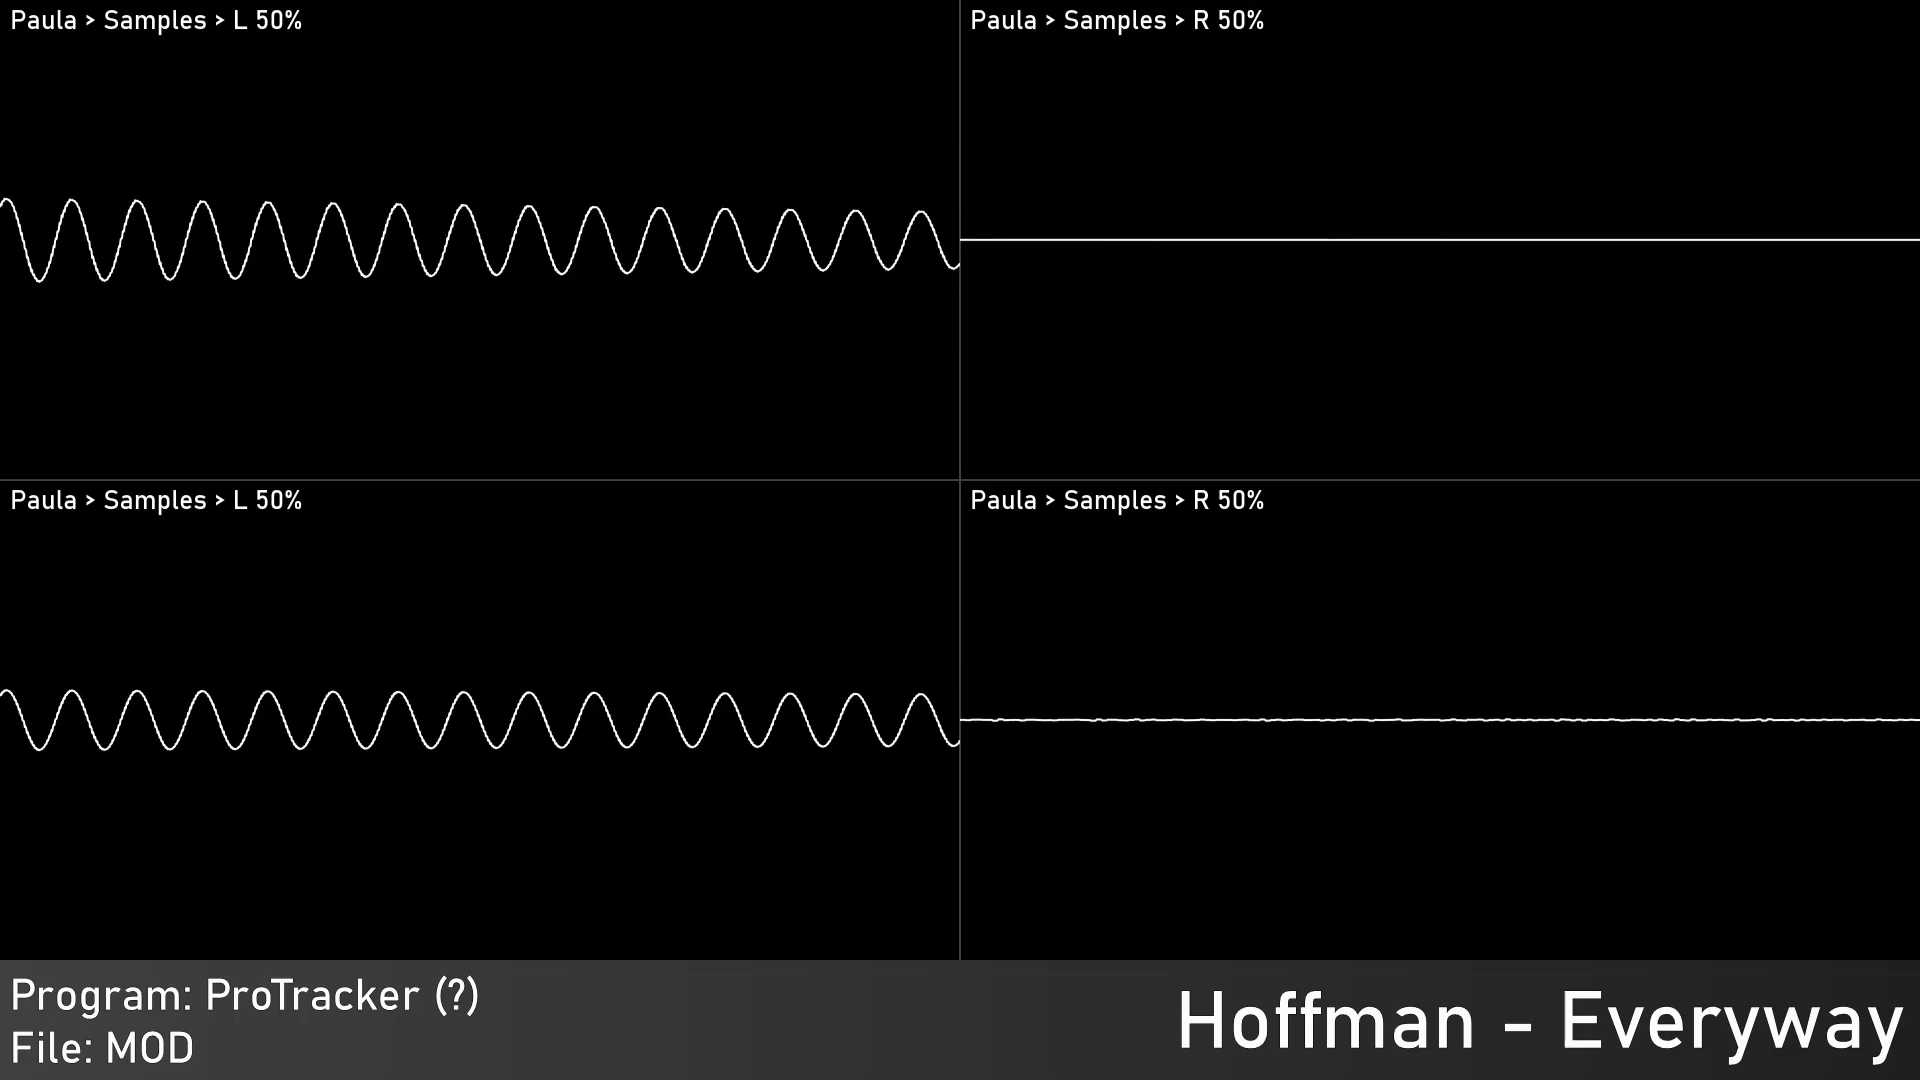 Paula > Samples > L 50%
Paula > Samples > R 50%
Paula > Samples > L 50%
Paula > Samples > R 50%
Program: ProTracker (?)
File: MOD
Hoffman - Everyway